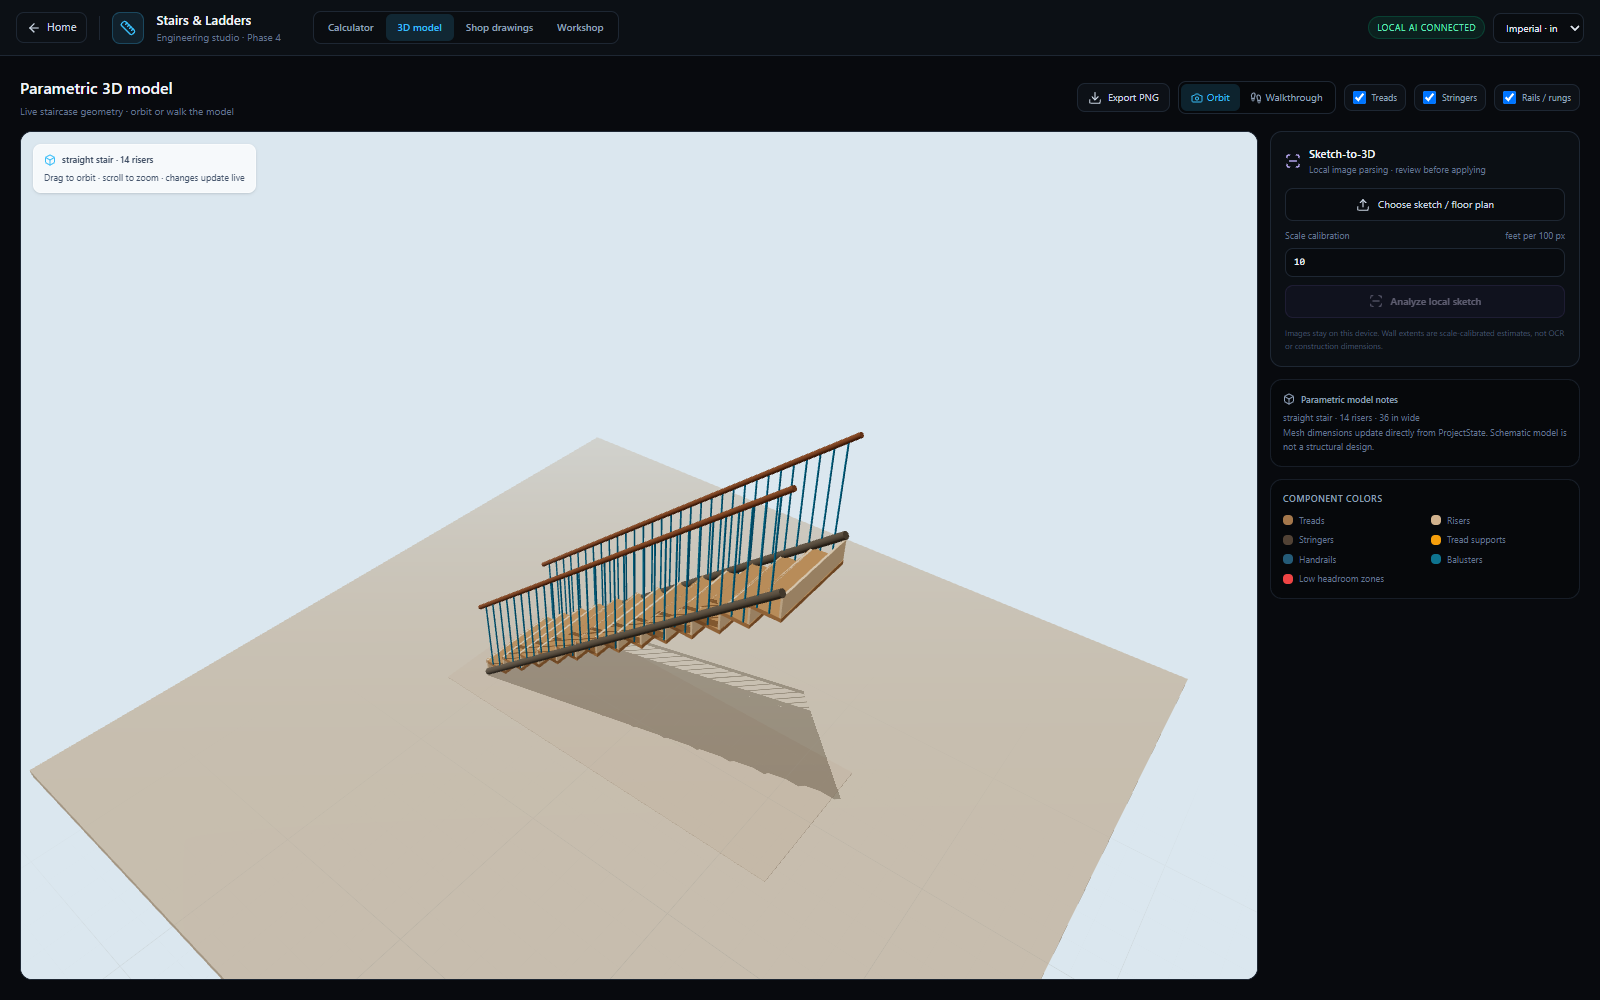 Home
Stairs & Ladders
Engineering studio · Phase 4
Calculator
3D model
Shop drawings
Workshop
LOCAL AI CONNECTED
Imperial · in
Parametric 3D model
Live staircase geometry · orbit or walk the model
Export PNG
Orbit
Walkthrough
Treads
Stringers
Rails / rungs
straight stair · 14 risers
Drag to orbit · scroll to zoom · changes update live
Sketch-to-3D
Local image parsing · review before applying
Choose sketch / floor plan
Scale calibration
feet per 100 px
10
Analyze local sketch
Images stay on this device. Wall extents are scale-calibrated estimates, not OCR
or construction dimensions.
Parametric model notes
straight stair · 14 risers · 36 in wide
Mesh dimensions update directly from ProjectState. Schematic model is
not a structural design.
COMPONENT COLORS
Treads
Risers
Stringers
Tread supports
Handrails
Balusters
Low headroom zones